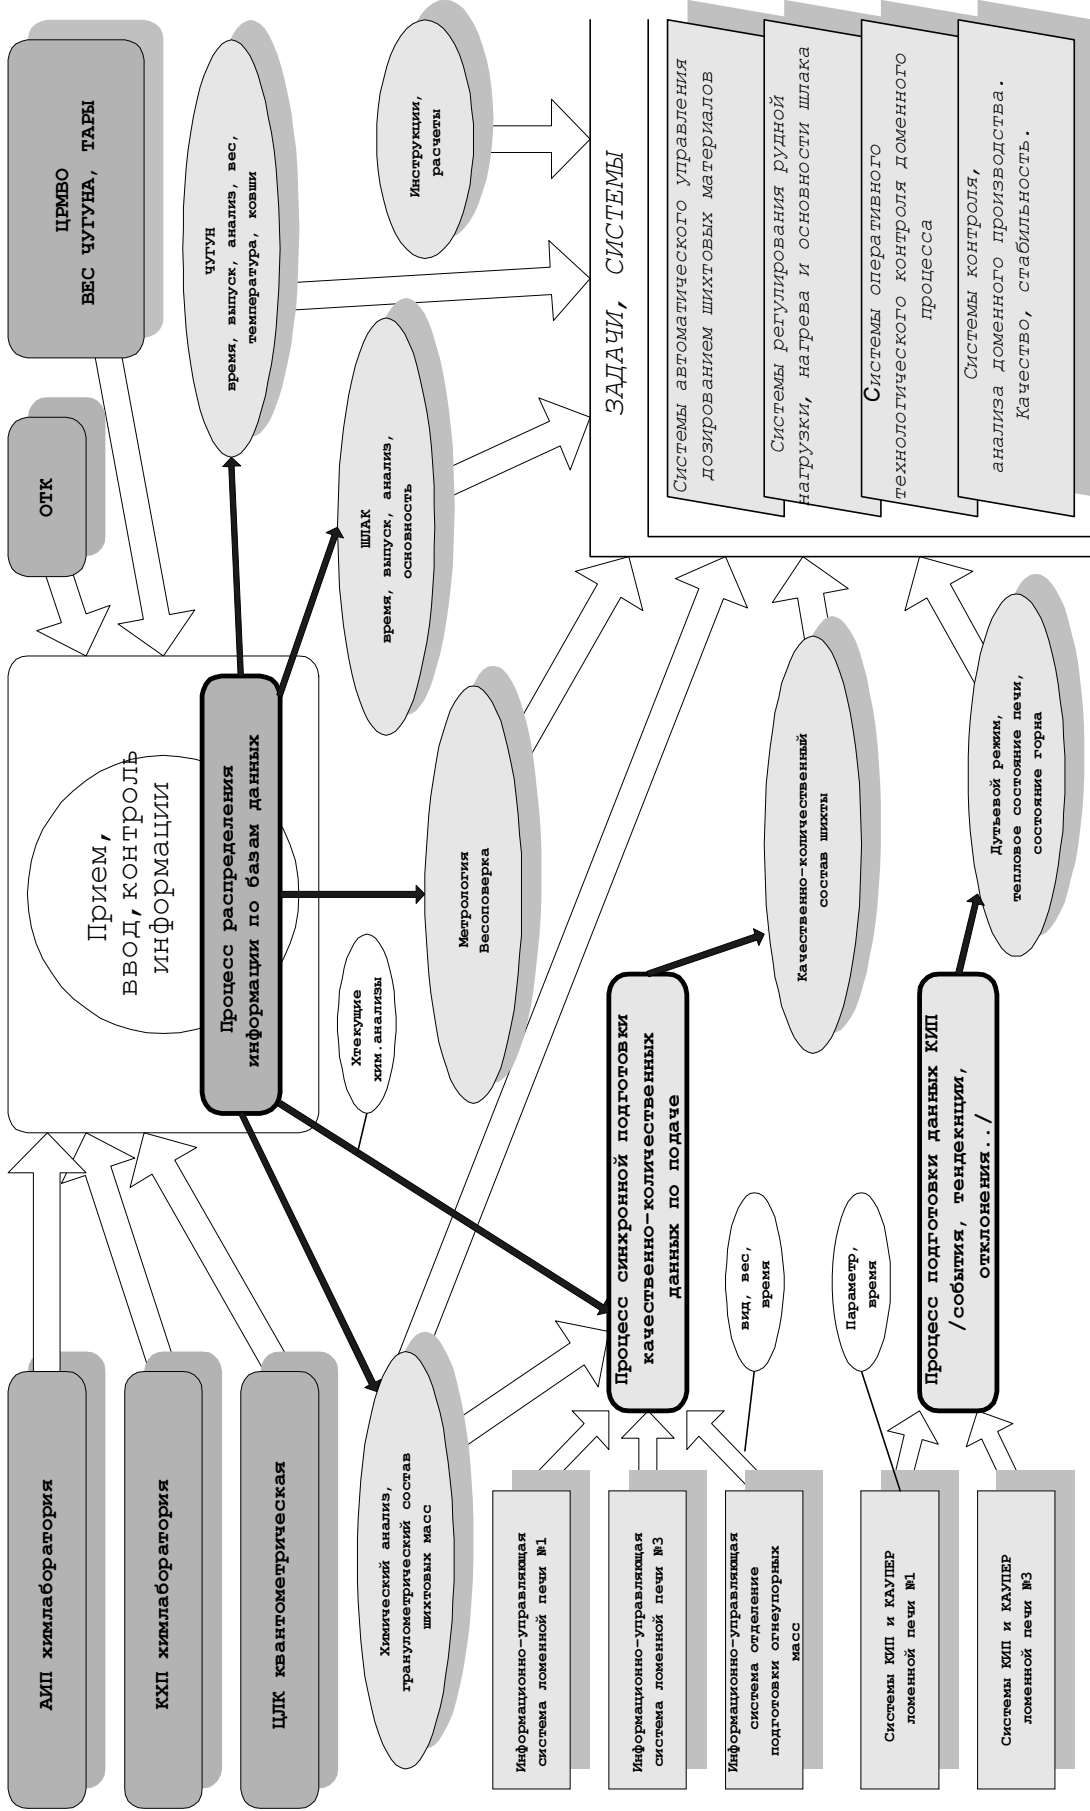 АИП химлаборатория
КХП химлаборатория
ЦЛК квантометрическая
Прием,
ввод,контроль
информации
ОТК
ЦРМВО
ВЕС ЧУГУНА, ТАРЫ
Процесс распределения
информации по базам данных
ЧУГУН
время, выпуск, анализ, вес,
температура, ковши
Химический анализ,
гранулометрический состав
шихтовых масс
Хтекущие
хим.анализы
Метрология
Весоповерка
ШЛАК
время, выпуск, анализ,
основность
Инструкции,
расчеты
Информационно-управляющая
система ломенной печи №1
Информационно-управляющая
система ломенной печи №3
Информационно-управляющая
система отделение
подготовки огнеупорных
масс
вид, вес,
время
Процесс синхронной подготовки
качественно-количественных
данных по подаче
Качественно-количественный
состав шихты
Системы КИП и КАУПЕР
ломенной печи №1
Системы КИП и КАУПЕР
ломенной печи №3
Параметр,
время
Процесс подготовки данных КИП
/события, тендекнции,
отклонения../
Дутьевой режим,
тепловое состояние печи,
состояние горна
ЗАДАЧИ, СИСТЕМЫ
Системы автоматического управления
дозированием шихтовых материалов
Системы регулирования рудной
нагрузки, нагрева и основности шлака
Системы оперативного
технологического контроля доменного
процесса
Системы контроля,
анализа доменного производства.
Качество, стабильность.